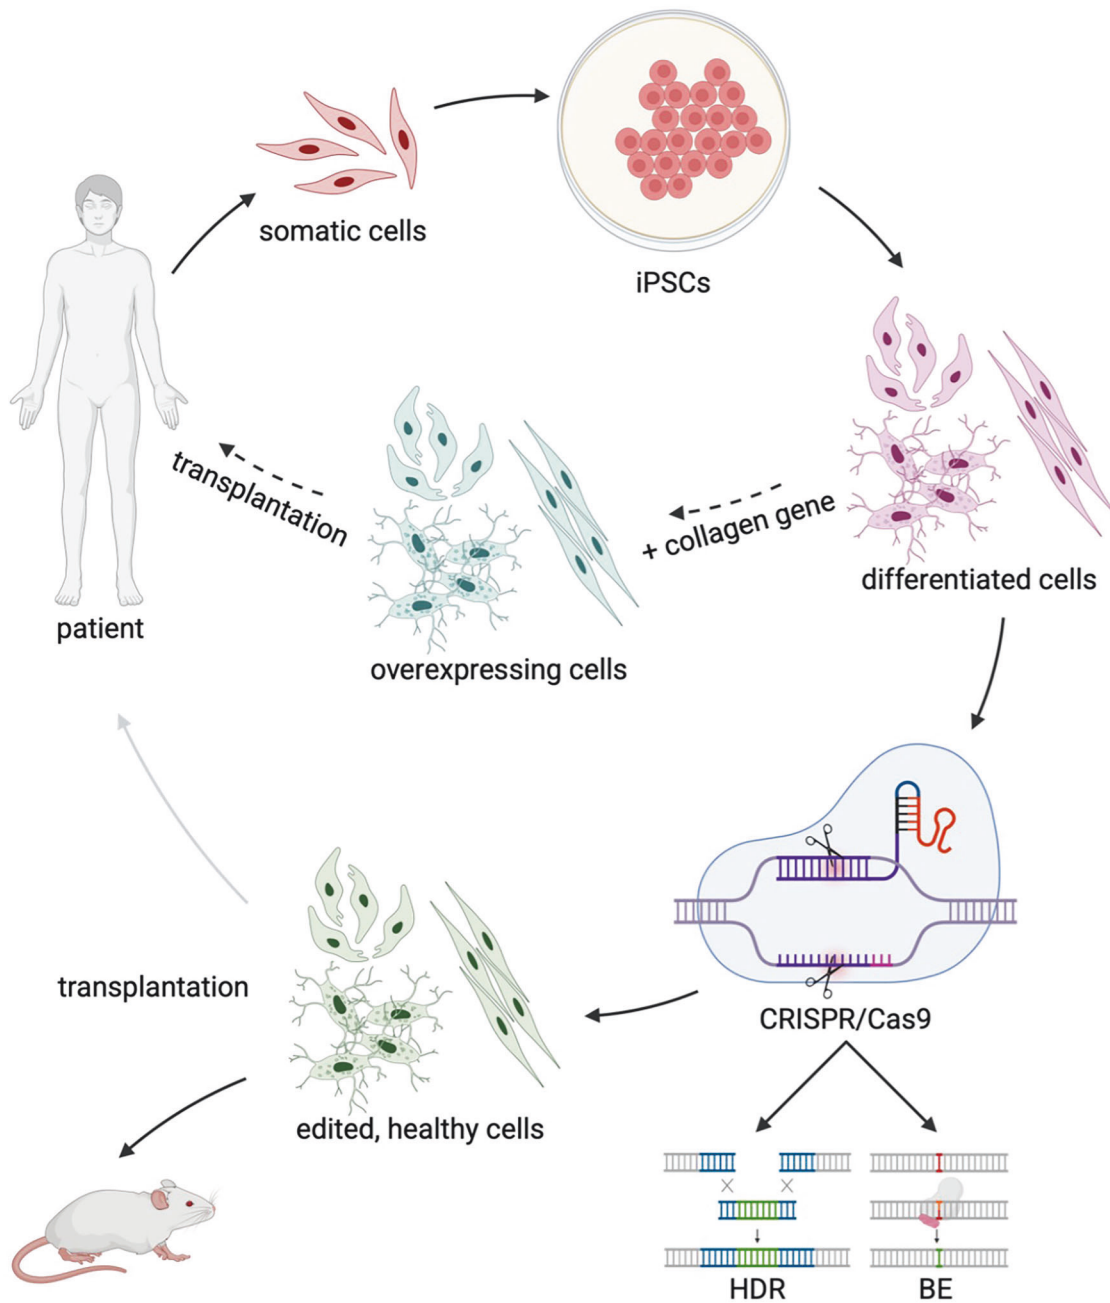 somatic cells
iPSCs
transplantation
+ collagen gene
differentiated cells
patient
overexpressing cells
transplantation
CRISPR/Cas9
edited, healthy cells
HDR
BE